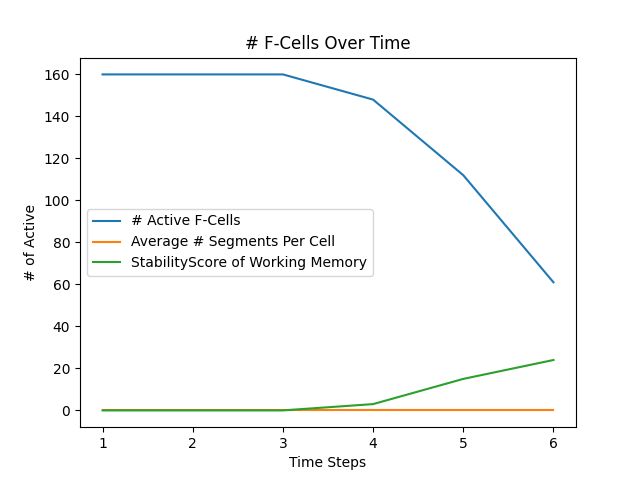 # F-Cells Over Time
160
140
120
100
80
60
40
20
0
# of Active
# Active F-Cells
Average # Segments Per Cell
StabilityScore of Working Memory
1 2 3 4 5 6
Time Steps